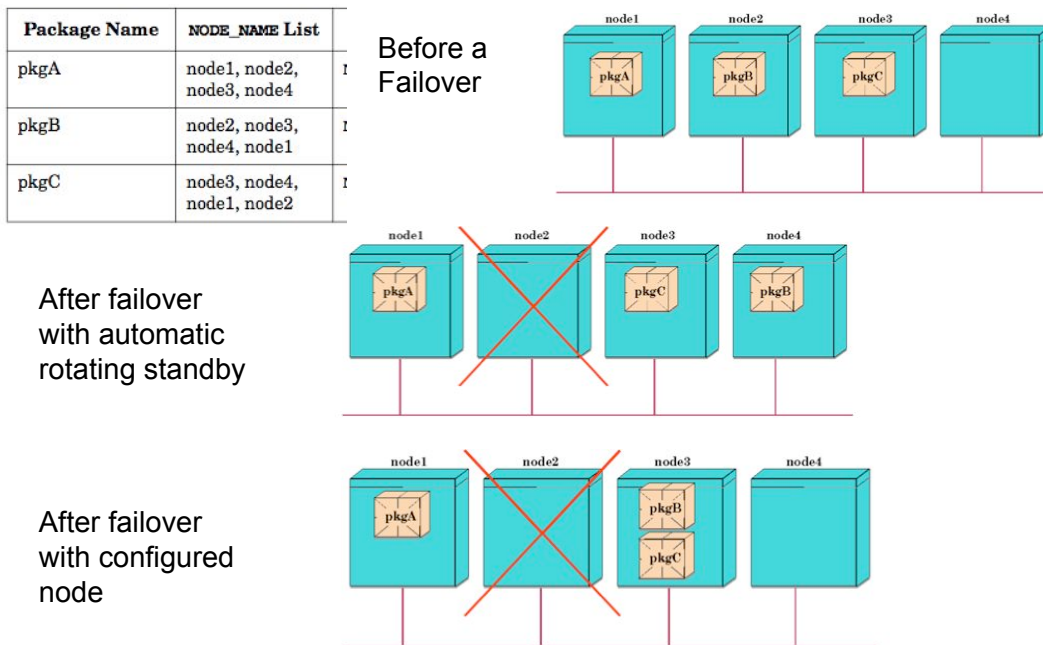 Package Name NODE_NAME List
pkgA node1, node2,
node3, node4
pkgB node2, node3,
node4, node1
pkgC node3, node4,
node1, node2
Before a
Failover
node1 node2 node3 node4
pkgA pkgB pkgC
After failover
with automatic
rotating standby
node1 node2 node3 node4
pkgA pkgC pkgB
After failover
with configured
node
node1 node2 node3 node4
pkgA pkgB
pkgC